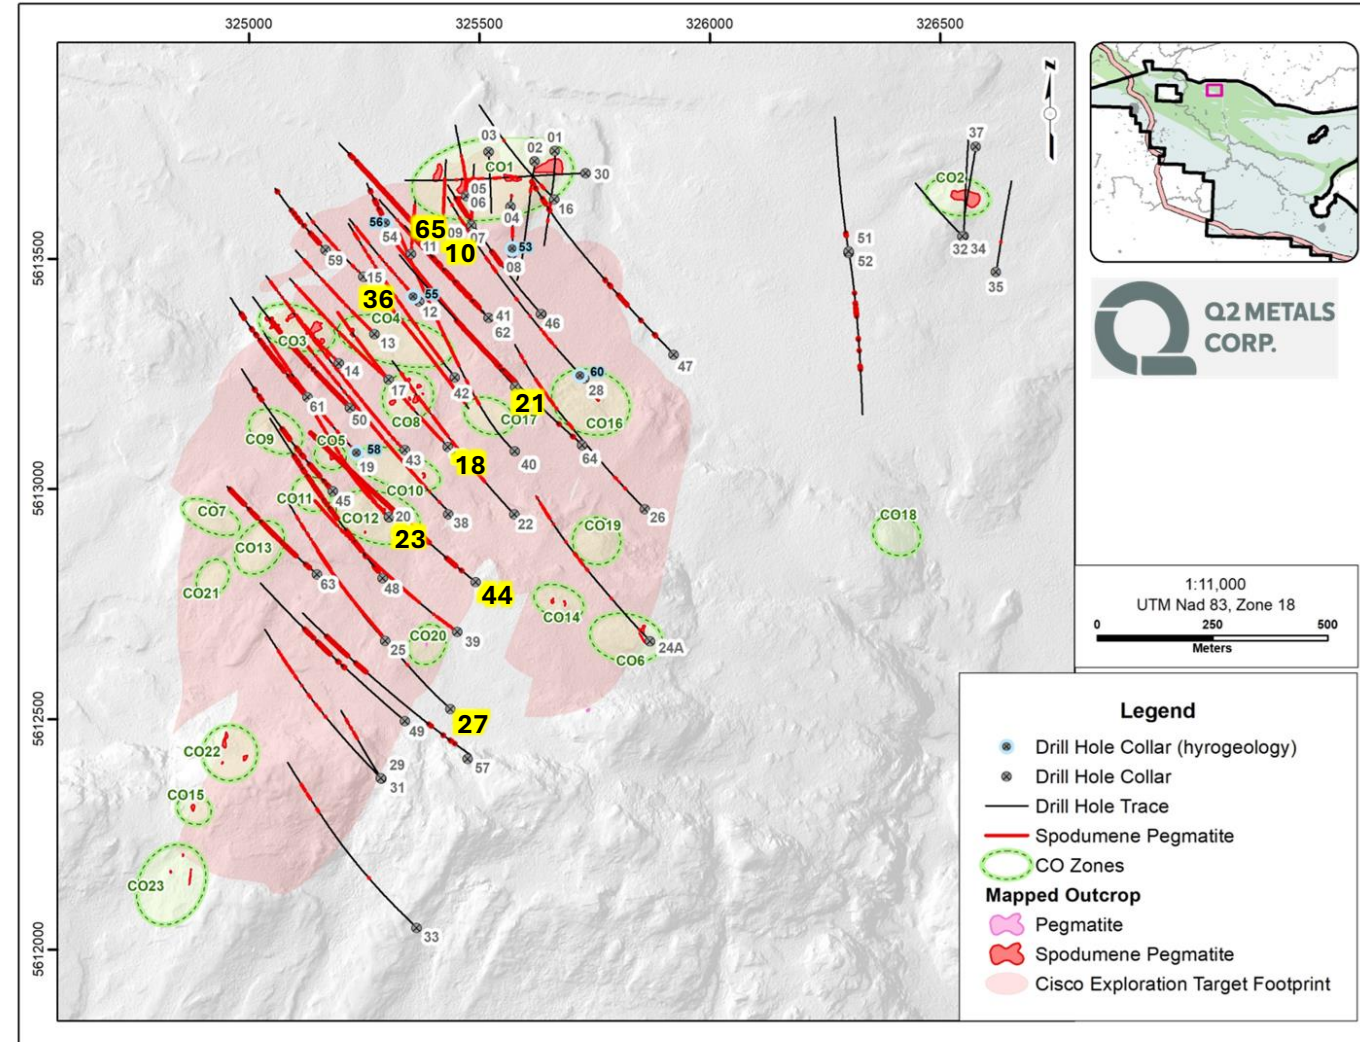 325000
325500
326000
326500
5613500
5613000
5612500
5612000
N
03
01
02
CO1
30
05
06
04
16
56
54
65
11
09
07
10
53
08
59
15
36
55
12
CO4
41
62
46
13
CO3
14
17
42
47
60
28
61
50
CO8
CO17
21
CO16
CO9
CO5
58
19
43
18
40
64
CO10
CO11
45
CO12
20
38
22
26
CO7
23
CO19
CO13
CO21
63
48
44
CO14
25
CO20
39
24A
CO6
27
49
57
CO22
29
31
CO15
CO23
33
37
CO2
51
52
32 34
35
CO18
Q2 METALS
CORP.
1:11,000
UTM Nad 83, Zone 18
0 250 500
Meters
Legend
Drill Hole Collar (hyrogeology)
Drill Hole Collar
Drill Hole Trace
Spodumene Pegmatite
CO Zones
Mapped Outcrop
Pegmatite
Spodumene Pegmatite
Cisco Exploration Target Footprint